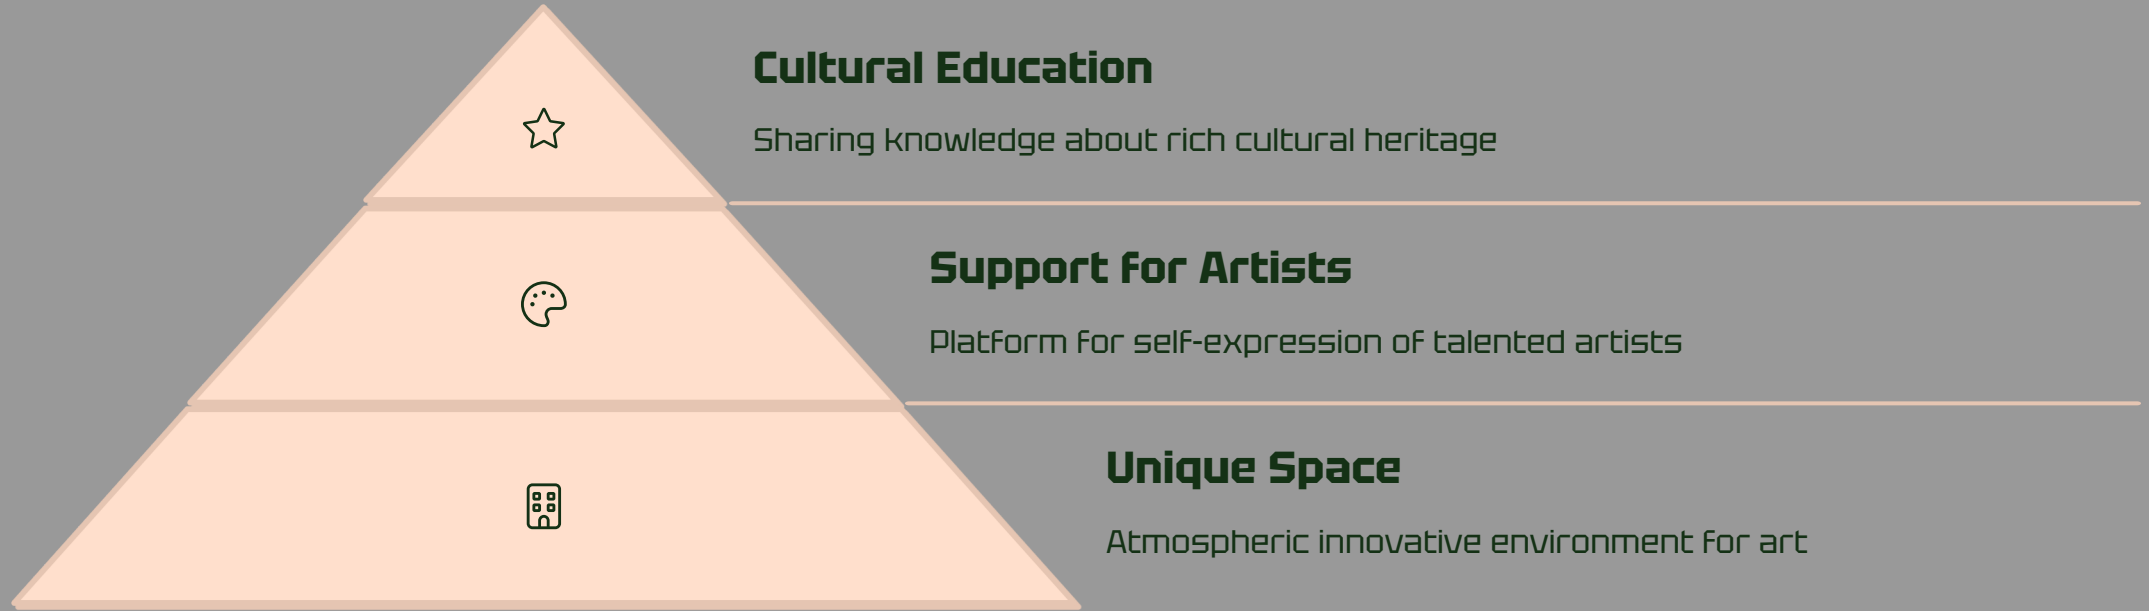 Cultural Education
Sharing knowledge about rich cultural heritage
Support for Artists
Platform for self-expression of talented artists
Unique Space
Atmospheric innovative environment for art